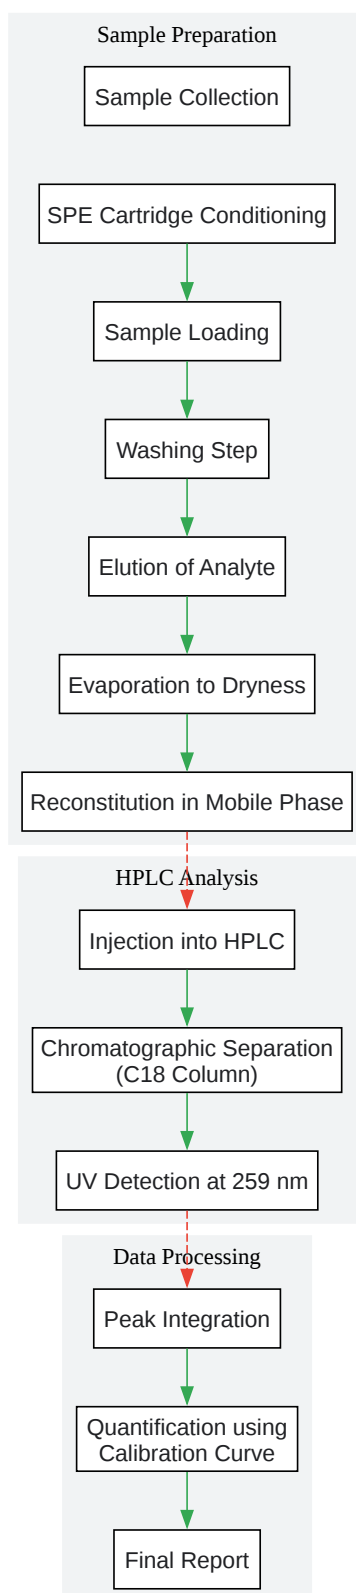 Sample Preparation
Sample Collection
SPE Cartridge Conditioning
Sample Loading
Washing Step
Elution of Analyte
Evaporation to Dryness
Reconstitution in Mobile Phase
HPLC Analysis
Injection into HPLC
Chromatographic Separation
(C18 Column)
UV Detection at 259 nm
Data Processing
Peak Integration
Quantification using
Calibration Curve
Final Report